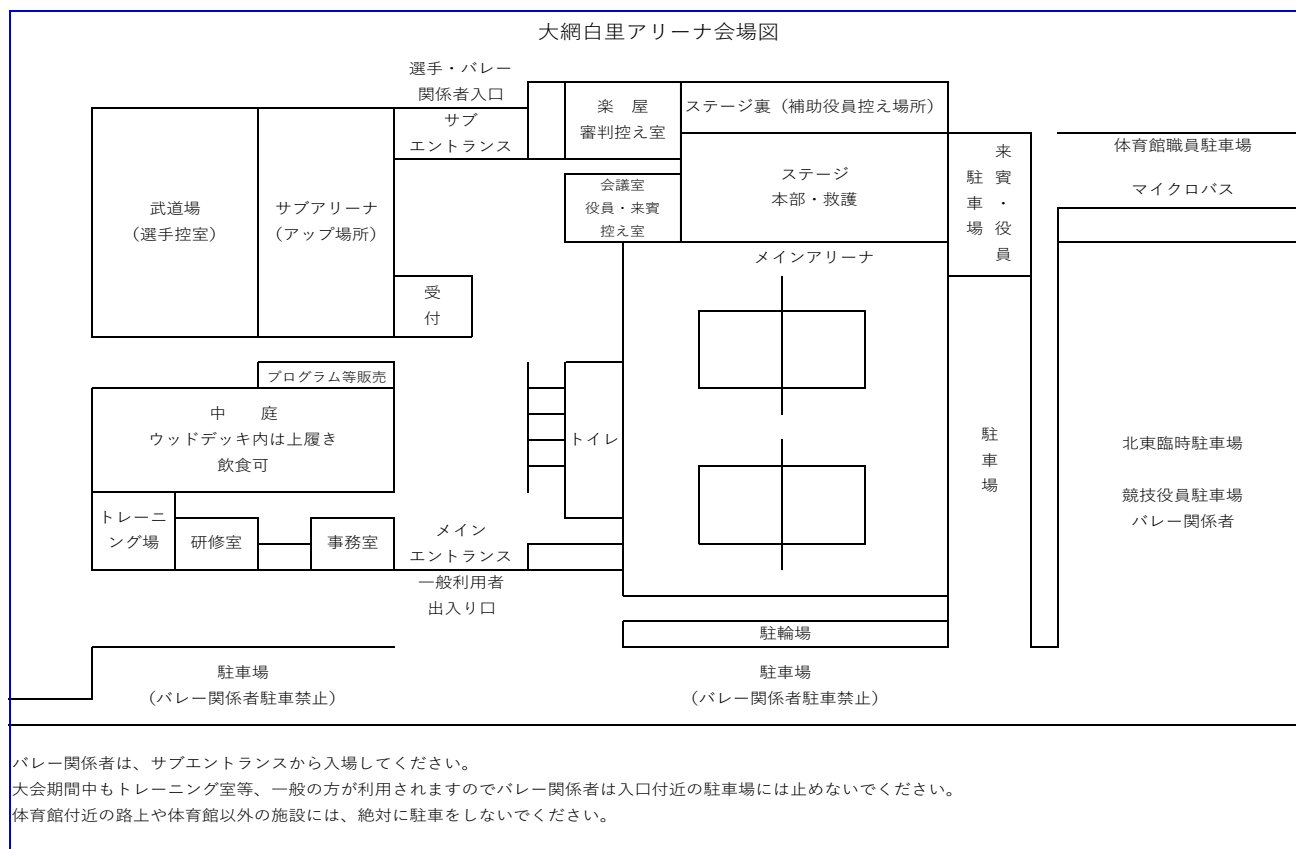 大網白里アリーナ会場図
選手・バレー
関係者入口
サブ
エントランス
楽　屋
審判控え室
ステージ裏（補助役員控え場所）
ステージ
本部・救護
来賓・役員
駐車場
体育館職員駐車場
マイクロバス
武道場
（選手控室）
サブアリーナ
（アップ場所）
会議室
役員・来賓
控え室
メインアリーナ
受
付
プログラム等販売
中　　庭
ウッドデッキ内は上履き
飲食可
トイレ
駐
車
場
北東臨時駐車場
競技役員駐車場
バレー関係者
トレーニ
ング場
研修室
事務室
メイン
エントランス
一般利用者
出入り口
駐輪場
駐車場
（バレー関係者駐車禁止）
駐車場
（バレー関係者駐車禁止）
バレー関係者は、サブエントランスから入場してください。
大会期間中もトレーニング室等、一般の方が利用されますのでバレー関係者は入口付近の駐車場には止めないでください。
体育館付近の路上や体育館以外の施設には、絶対に駐車をしないでください。